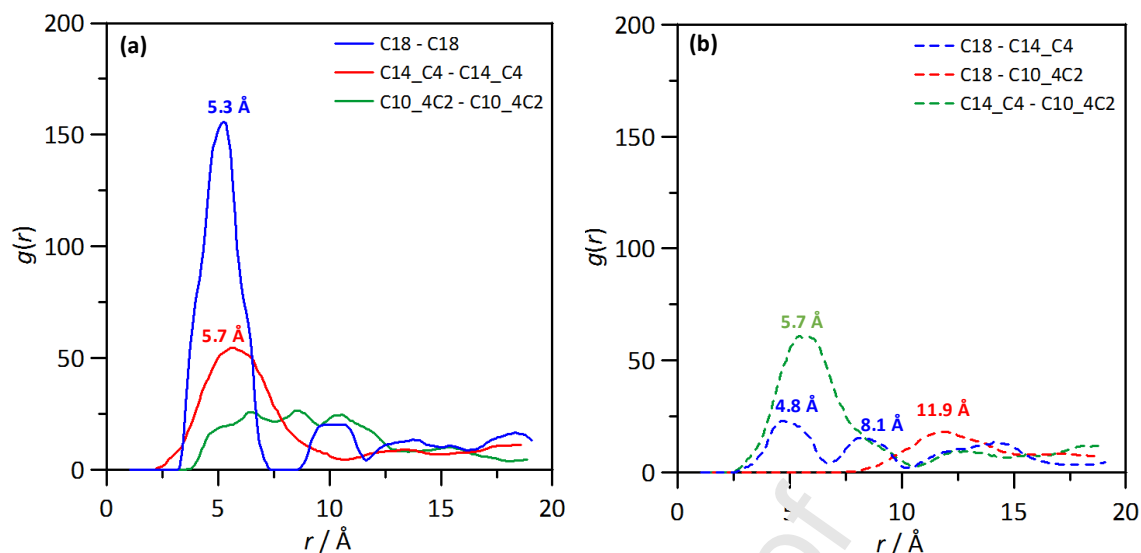 (a)
C18 - C18
C14_C4 - C14_C4
C10_4C2 - C10_4C2
5.3 Å
5.7 Å
g(r)
200
150
100
50
0
0 5 10 15 20
r / Å
(b)
C18 - C14_C4
C18 - C10_4C2
C14_C4 - C10_4C2
5.7 Å
4.8 Å
8.1 Å
11.9 Å
g(r)
200
150
100
50
0
0 5 10 15 20
r / Å
of